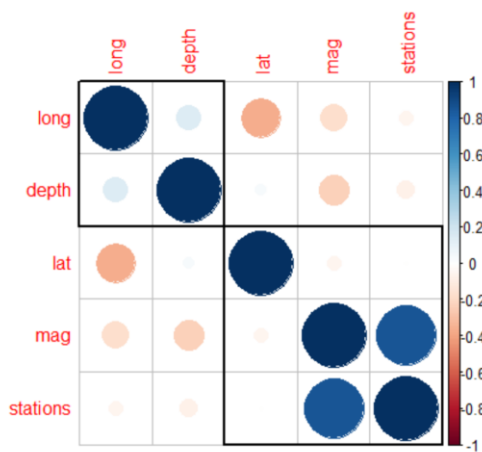 long
depth
lat
mag
stations
long
depth
lat
mag
stations
1
0.8
0.6
0.4
0.2
0
-0.2
-0.4
-0.6
-0.8
-1